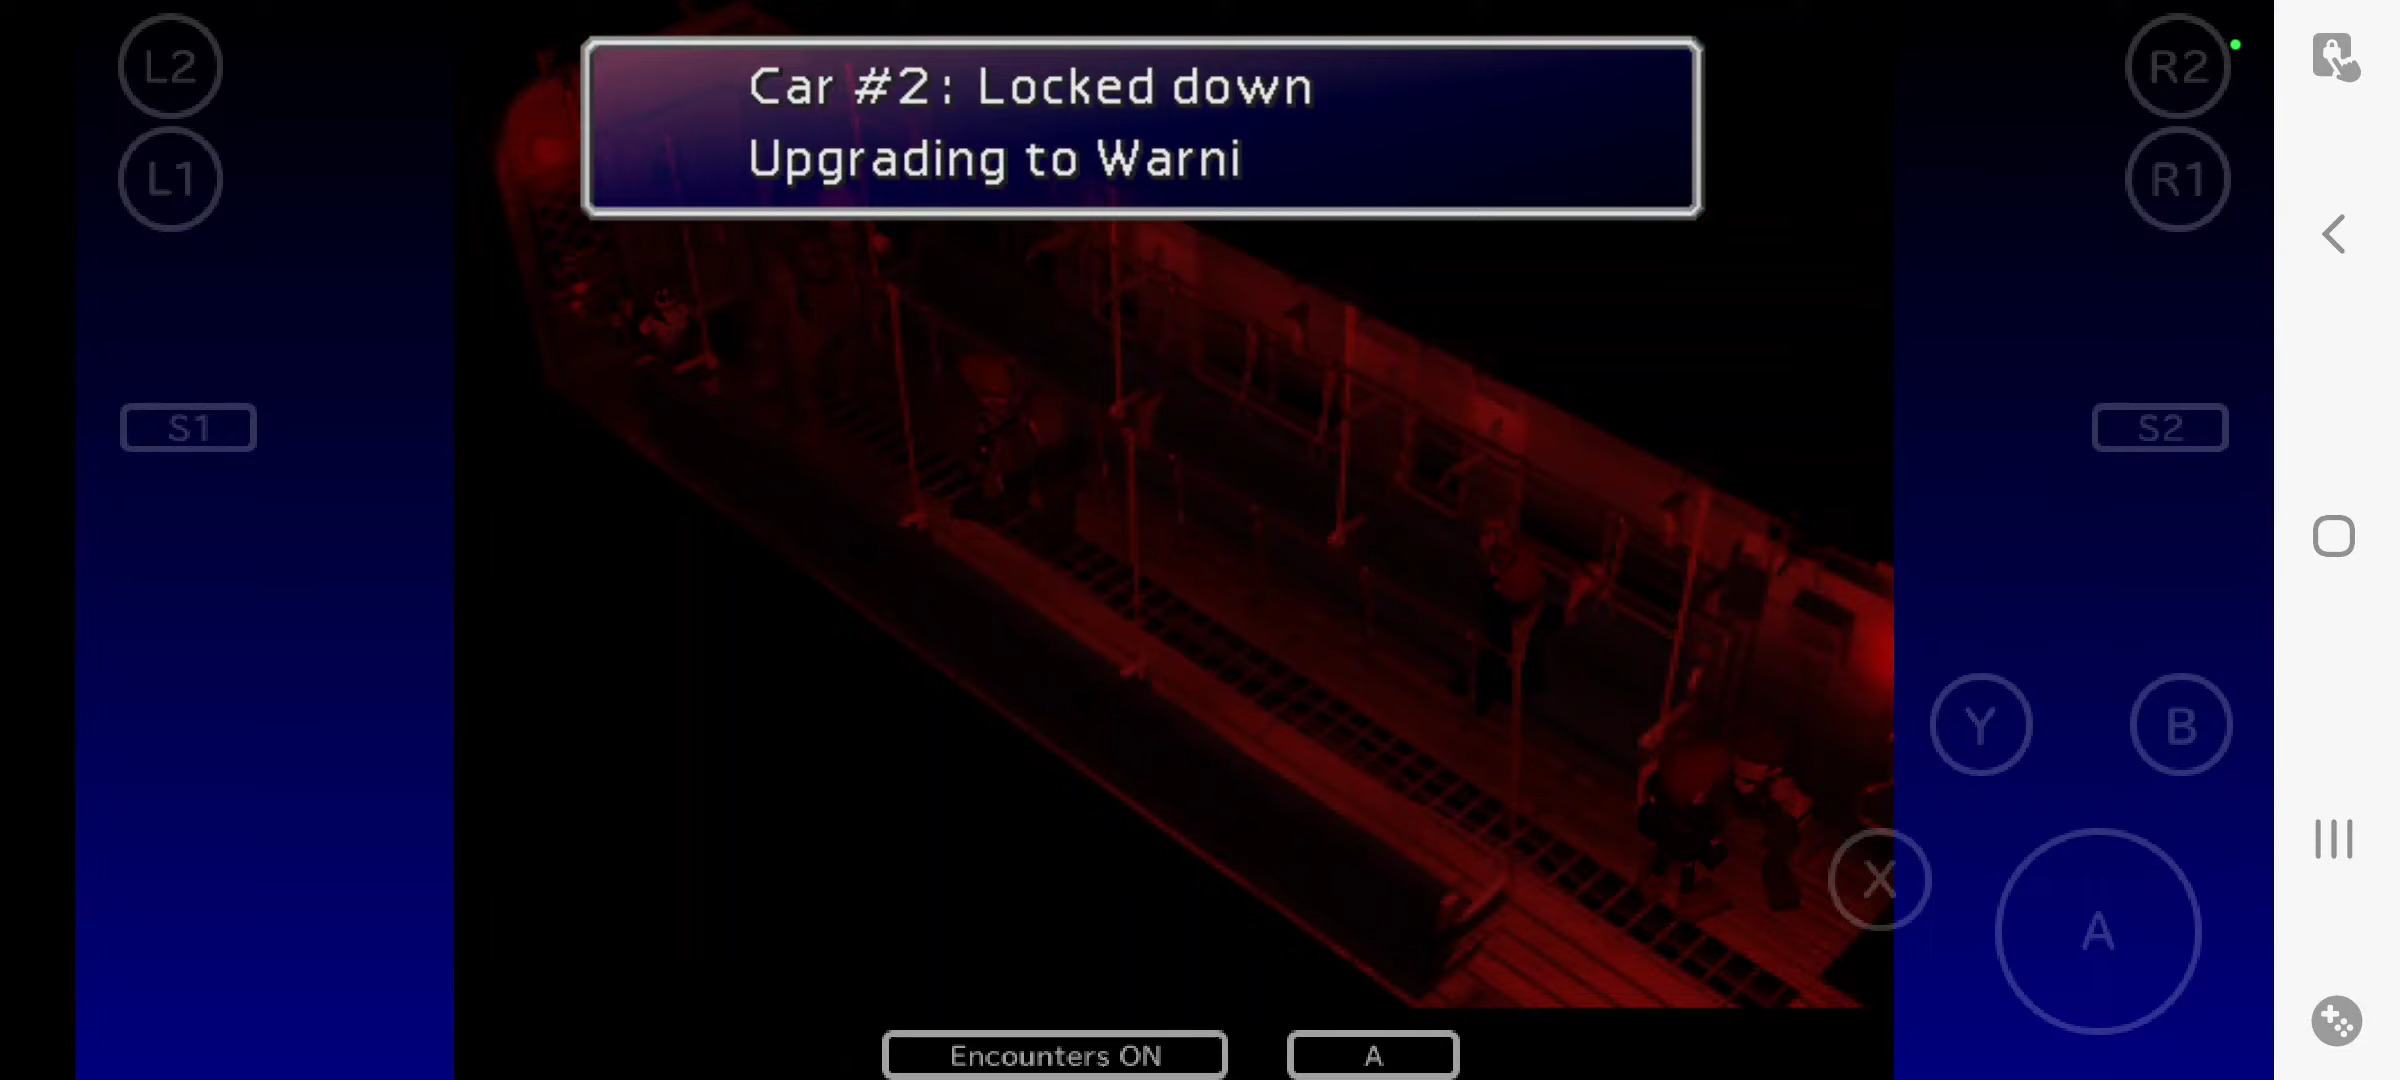 L2
R2
Car #2: Locked down
Upgrading to Warni
L1
R1
S1
S2
Y
B
X
A
Encounters ON
A